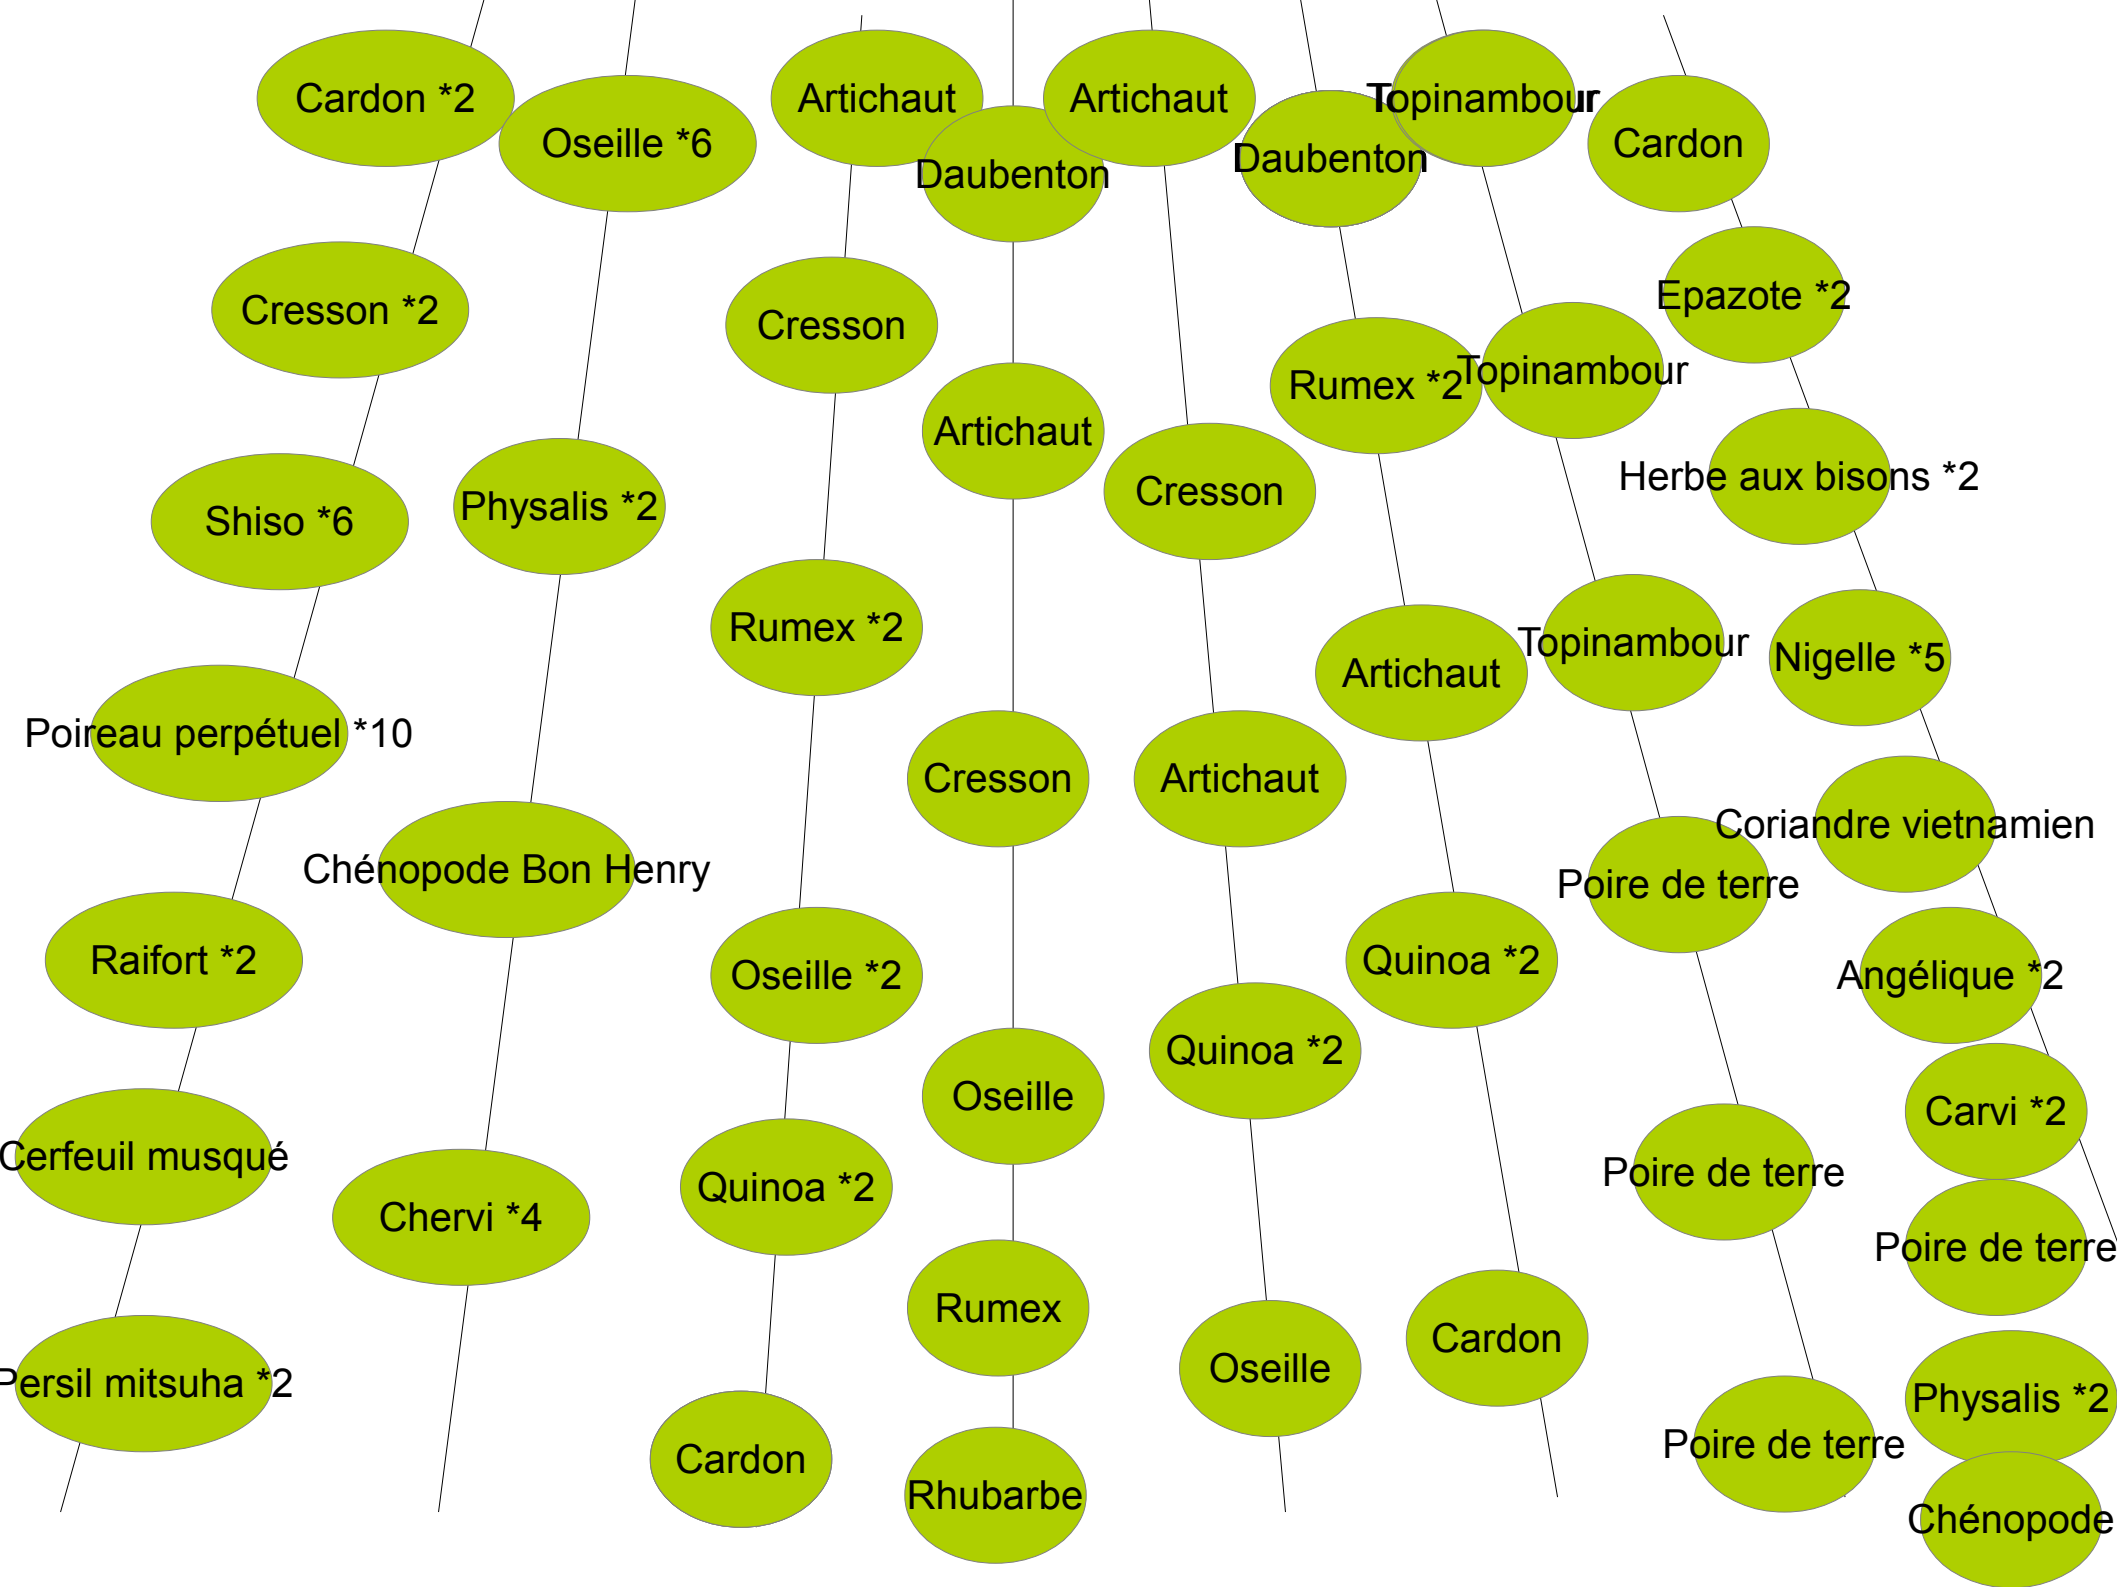 Cardon *2
Cresson *2
Shiso *6
Poireau perpétuel *10
Raifort *2
Cerfeuil musqué
Persil mitsuha *2
Oseille *6
Physalis *2
Chénopode Bon Henry
Chervi *4
Artichaut
Cresson
Rumex *2
Oseille *2
Quinoa *2
Cardon
Daubenton
Artichaut
Cresson
Oseille
Rumex
Rhubarbe
Artichaut
Cresson
Artichaut
Quinoa *2
Oseille
Daubenton
Rumex *2
Artichaut
Quinoa *2
Cardon
Topinambour
Topinambour
Topinambour
Poire de terre
Poire de terre
Poire de terre
Cardon
Epazote *2
Herbe aux bisons *2
Nigelle *5
Coriandre vietnamien
Angélique *2
Carvi *2
Poire de terre
Physalis *2
Chénopode